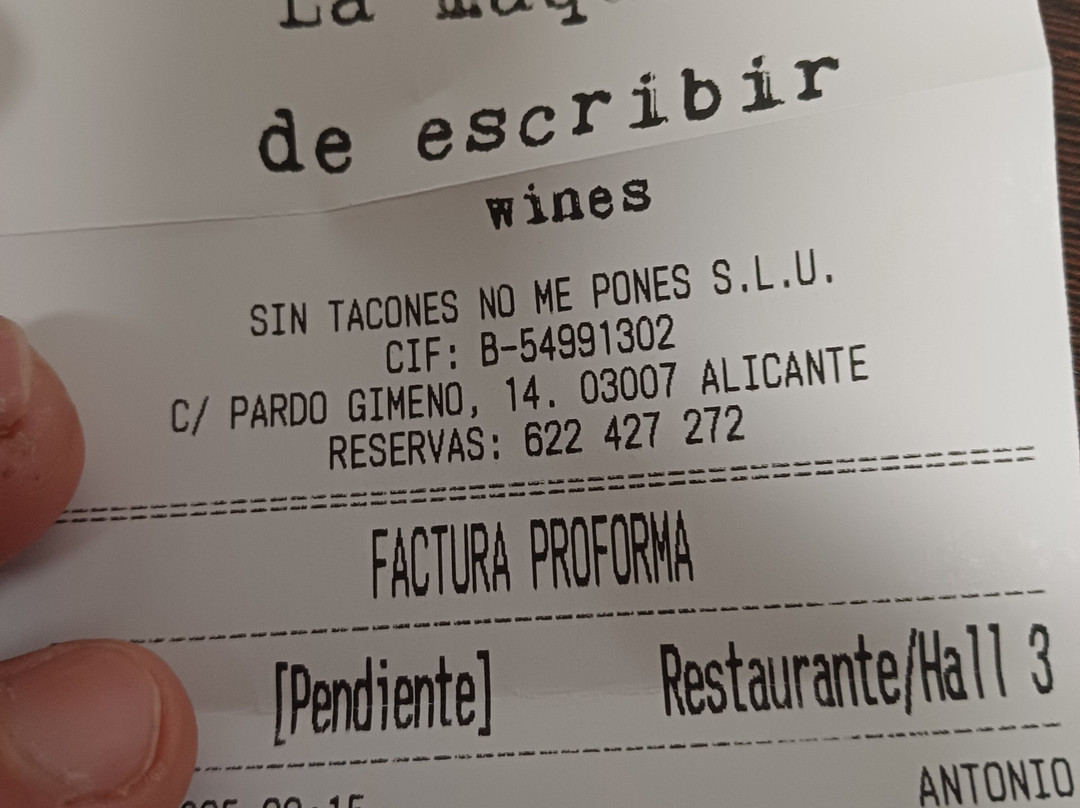 La
de escribir
wines
SIN TACONES NO ME PONES S.L.U.
CIF: B-54991302
C/ PARDO GIMENO, 14. 03007 ALICANTE
RESERVAS: 622 427 272
FACTURA PROFORMA
[Pendiente] Restaurante/Hall 3
ANTONIO